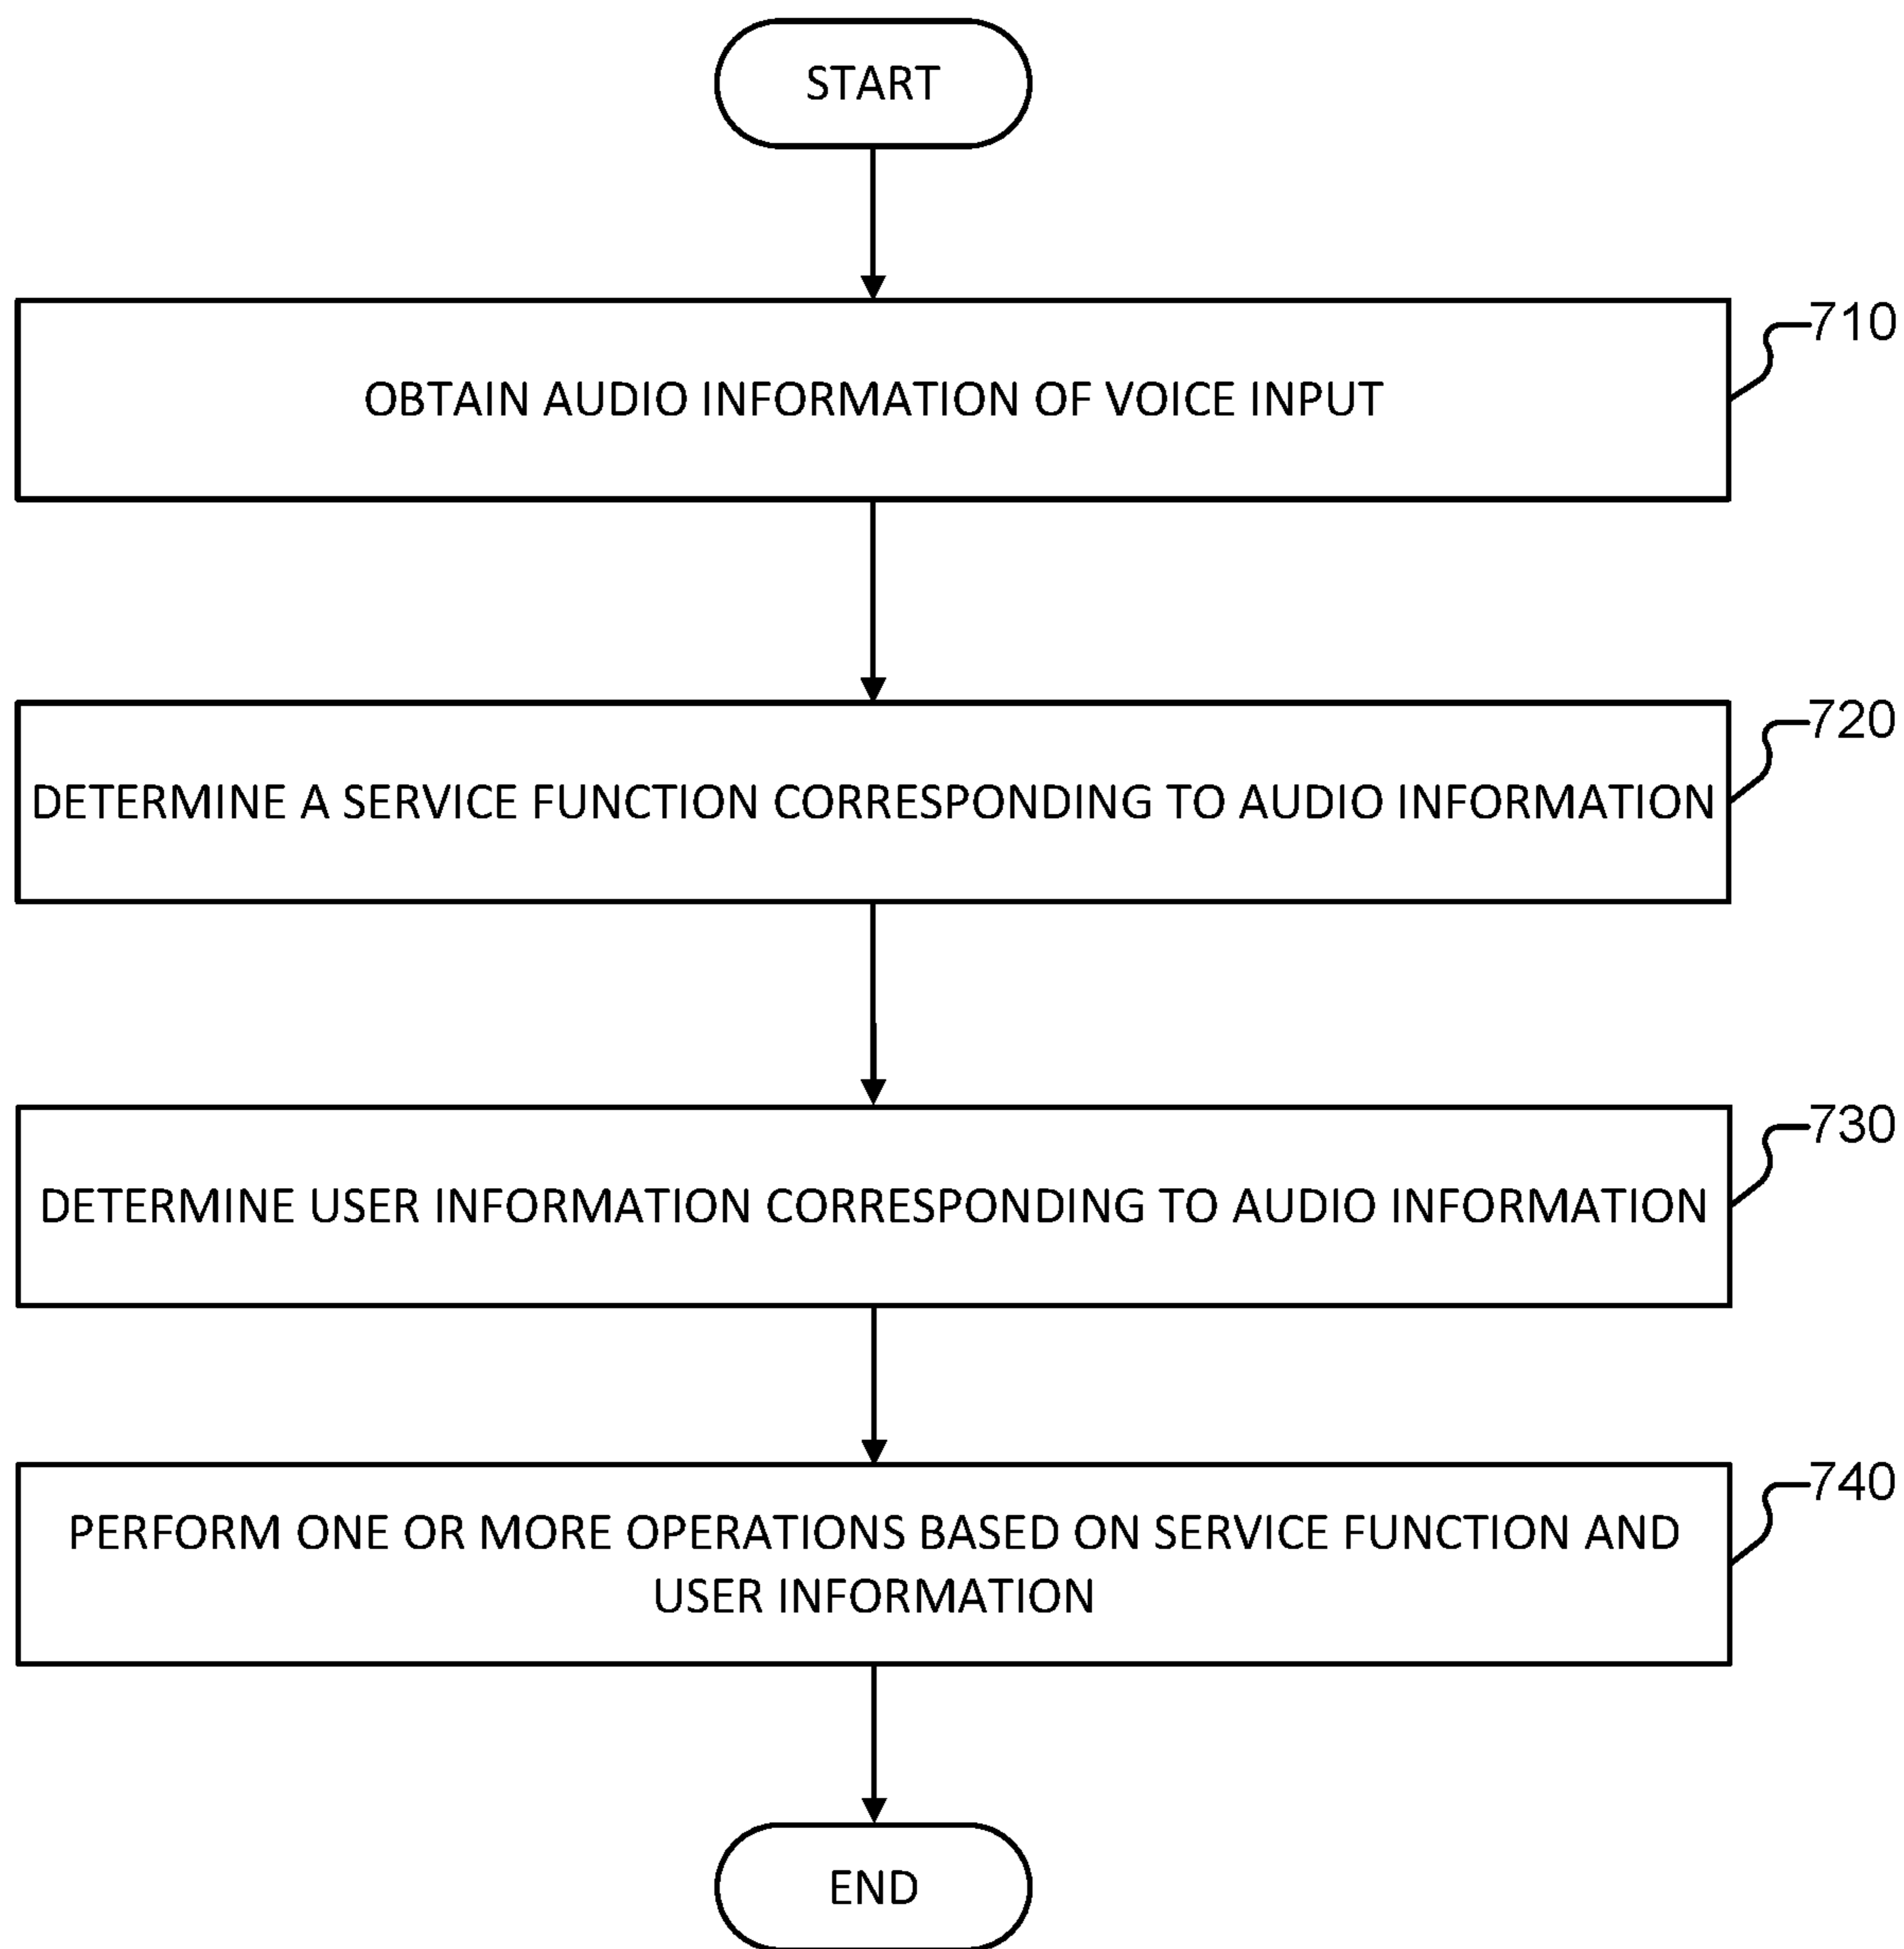 START
710
OBTAIN AUDIO INFORMATION OF VOICE INPUT
720
DETERMINE A SERVICE FUNCTION CORRESPONDING TO AUDIO INFORMATION
730
DETERMINE USER INFORMATION CORRESPONDING TO AUDIO INFORMATION
740
PERFORM ONE OR MORE OPERATIONS BASED ON SERVICE FUNCTION AND
USER INFORMATION
END